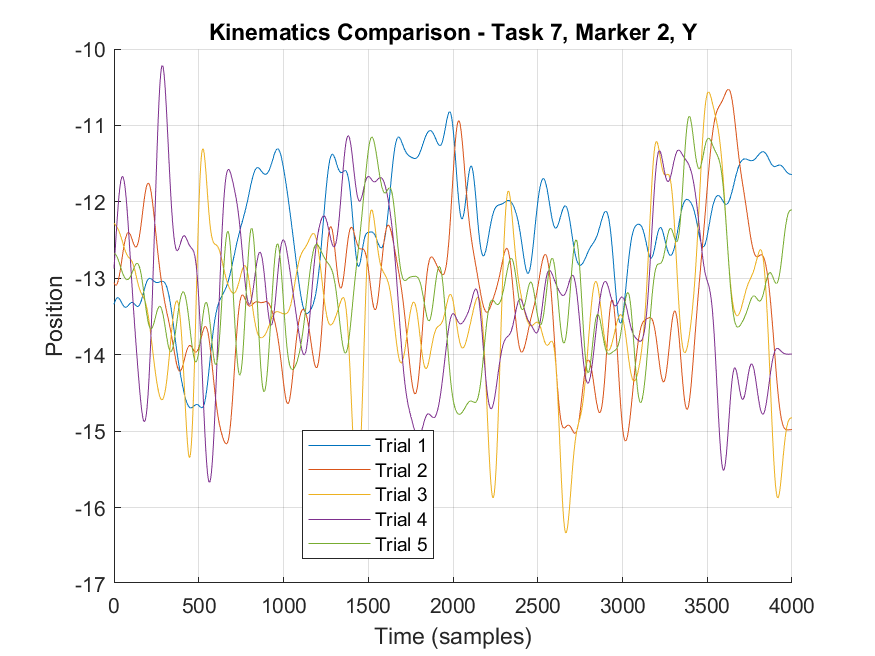 Kinematics Comparison - Task 7, Marker 2, Y
-10
-11
-12
-13
-14
-15
-16
-17
Position
Trial 1
Trial 2
Trial 3
Trial 4
Trial 5
0 500 1000 1500 2000 2500 3000 3500 4000
Time (samples)